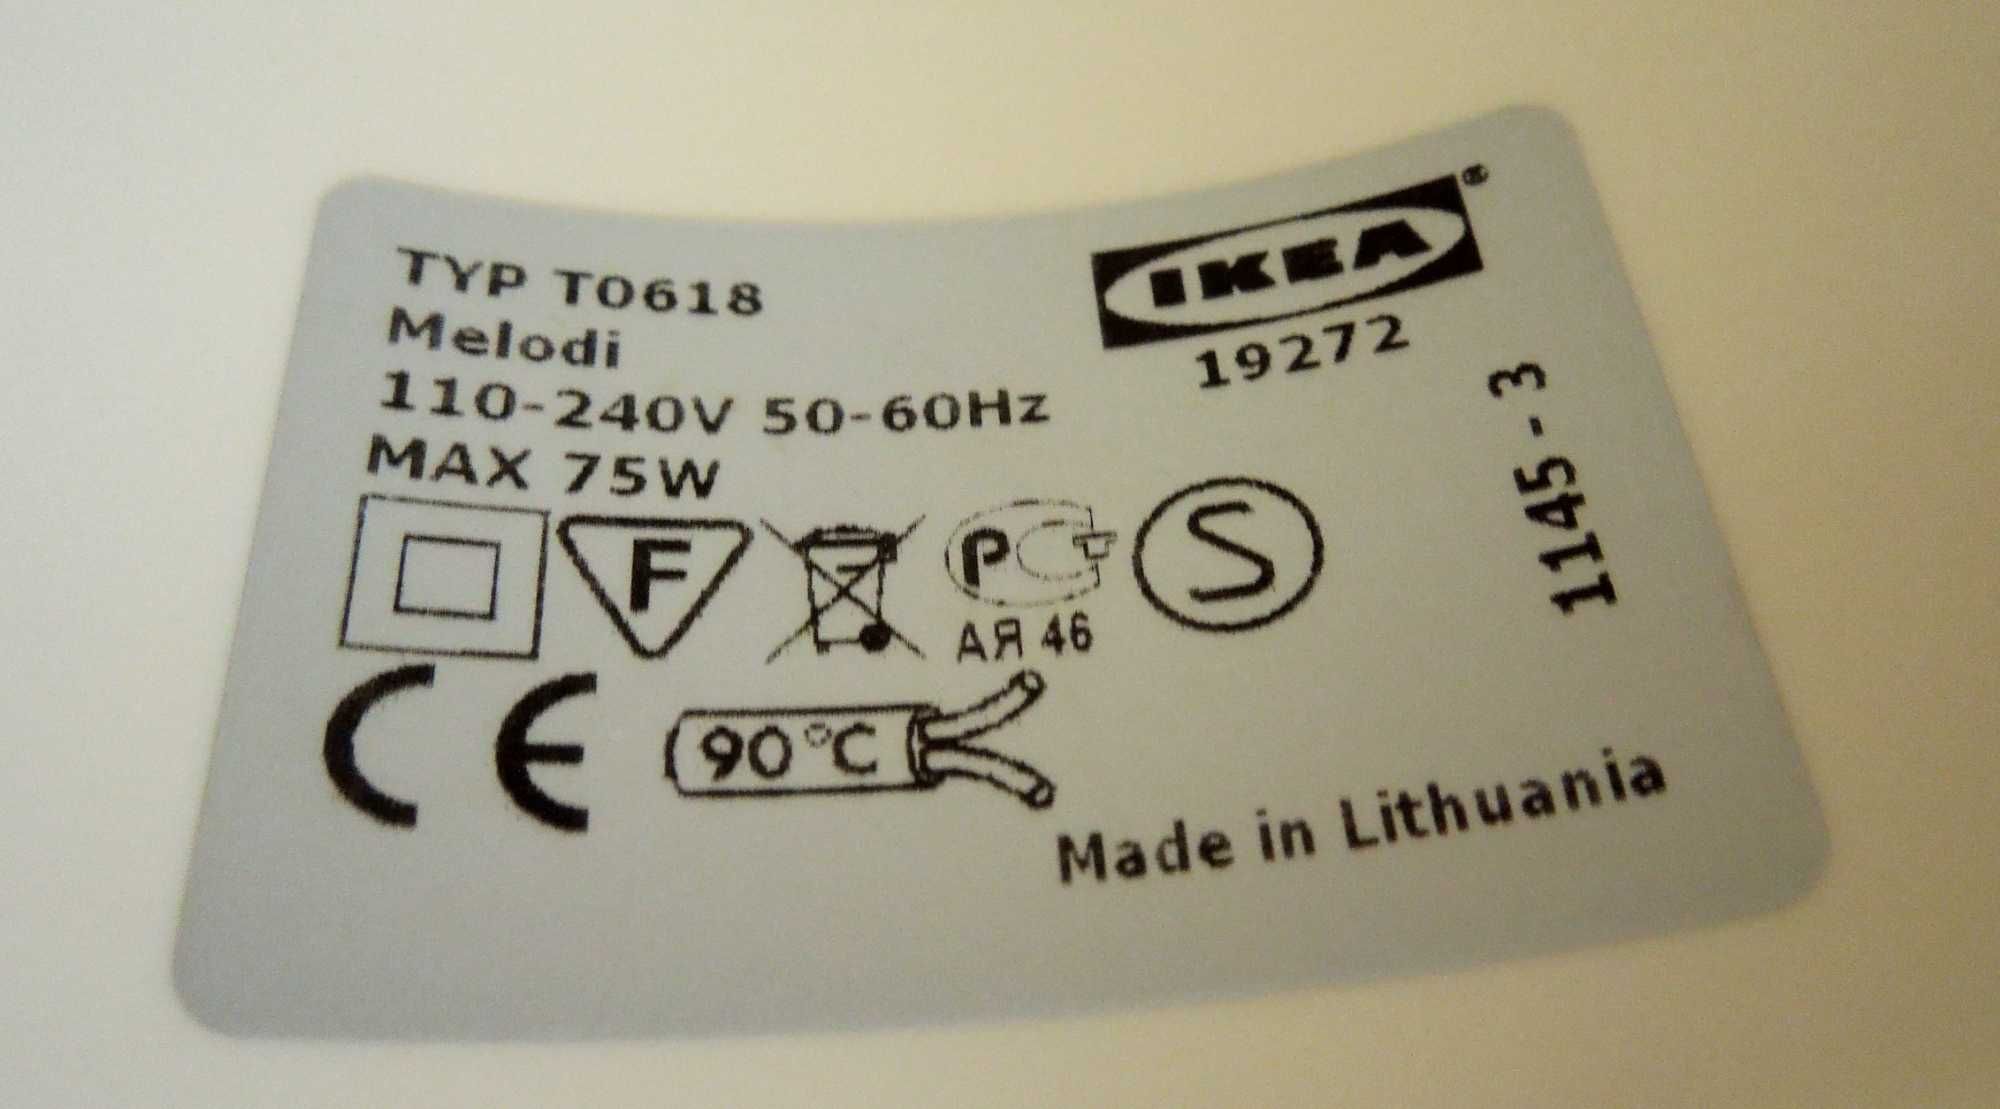 TYP T0618
Melodi
110-240V 50-60Hz
MAX 75W
IKEA®
19272
1145-3
F
PC
АЯ 46
S
CE
90°C
Made in Lithuania